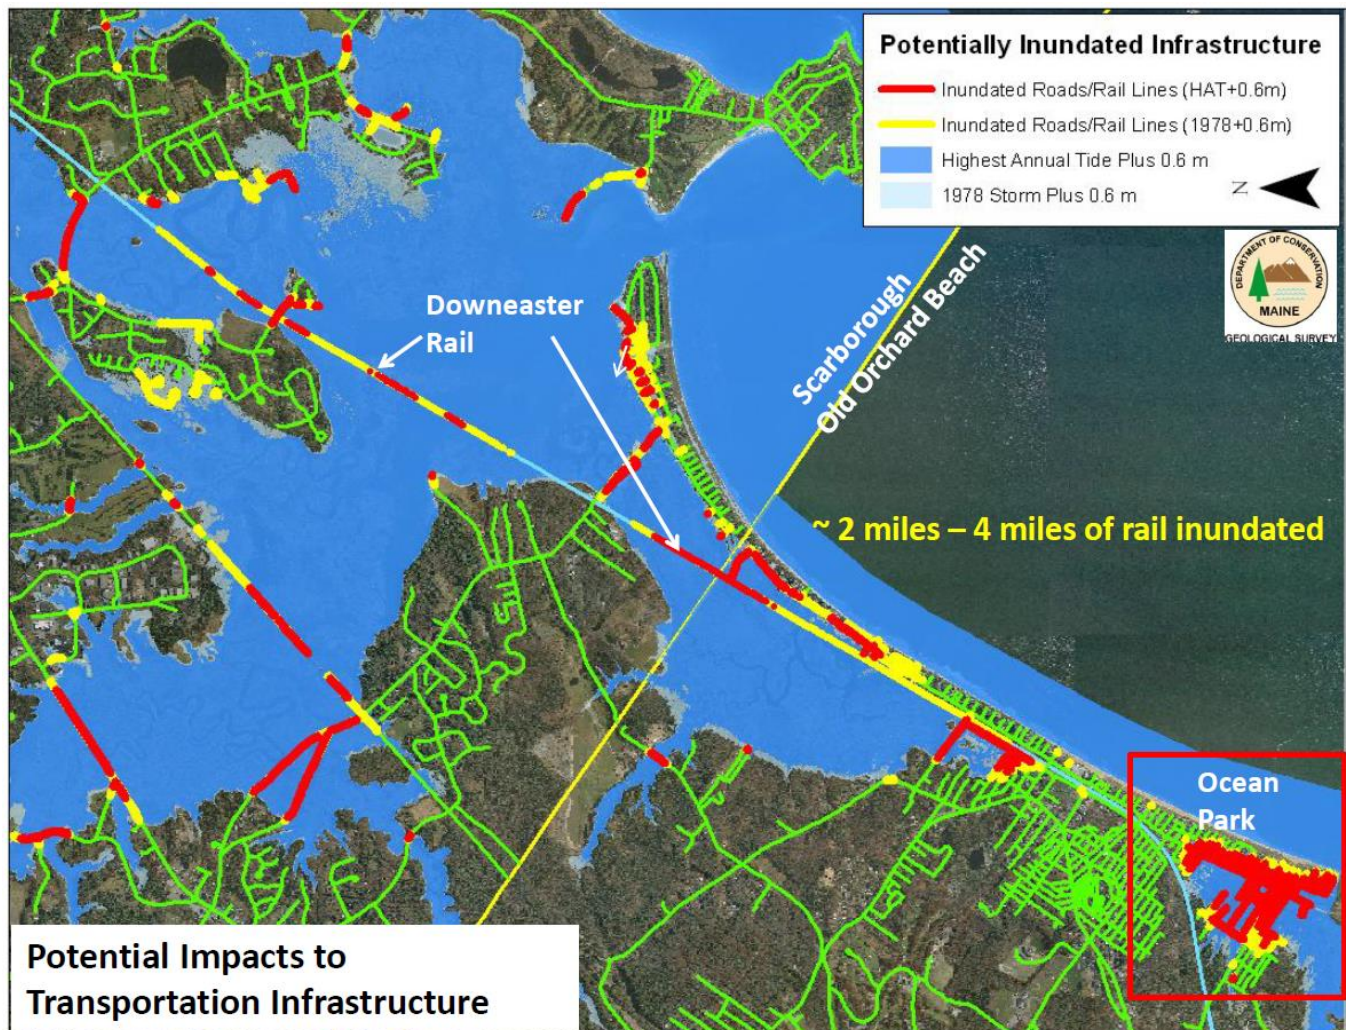 Potentially Inundated Infrastructure
Inundated Roads/Rail Lines (HAT+0.6m)
Inundated Roads/Rail Lines (1978+0.6m)
Highest Annual Tide Plus 0.6 m
1978 Storm Plus 0.6 m
N
DEPARTMENT OF CONSERVATION
MAINE
GEOLOGICAL SURVEY
Downeaster
Rail
Scarborough
Old Orchard Beach
~ 2 miles – 4 miles of rail inundated
Ocean
Park
Potential Impacts to
Transportation Infrastructure